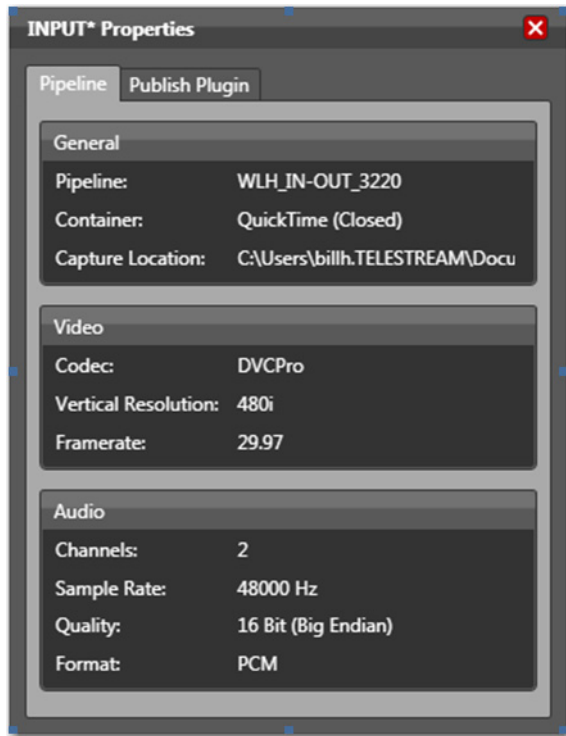 INPUT* Properties
Pipeline Publish Plugin
General
Pipeline: WLH_IN-OUT_3220
Container: QuickTime (Closed)
Capture Location: C:\Users\billh.TELESTREAM\Docu
Video
Codec: DVCPro
Vertical Resolution: 480i
Framerate: 29.97
Audio
Channels: 2
Sample Rate: 48000 Hz
Quality: 16 Bit (Big Endian)
Format: PCM